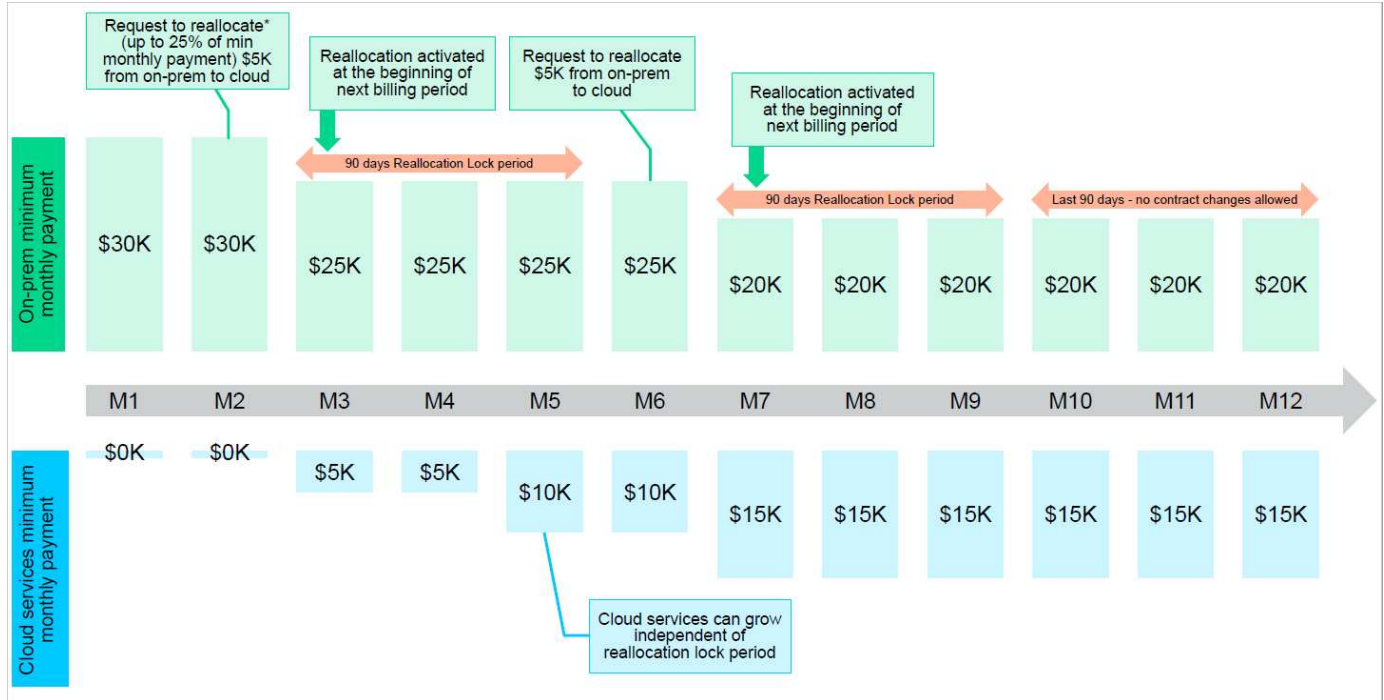 Request to reallocate*
(up to 25% of min
monthly payment) $5K
from on-prem to cloud
Reallocation activated
at the beginning of
next billing period
Request to reallocate
$5K from on-prem
to cloud
Reallocation activated
at the beginning of
next billing period
On-prem minimum
monthly payment
90 days Reallocation Lock period
90 days Reallocation Lock period
Last 90 days - no contract changes allowed
$30K $30K $25K $25K $25K $25K $20K $20K $20K $20K $20K $20K
M1 M2 M3 M4 M5 M6 M7 M8 M9 M10 M11 M12
Cloud services minimum
monthly payment
$0K $0K $5K $5K $10K $10K $15K $15K $15K $15K $15K $15K
Cloud services can grow
independent of
reallocation lock period